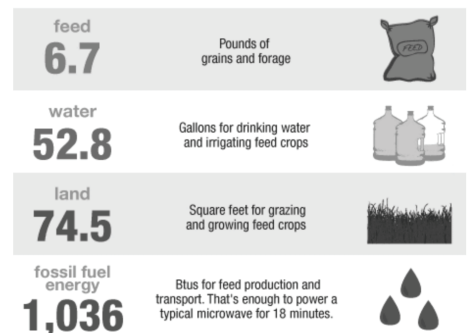 feed
6.7
Pounds of
grains and forage
FEED
water
52.8
Gallons for drinking water
and irrigating feed crops
land
74.5
Square feet for grazing
and growing feed crops
fossil fuel
energy
1,036
Btus for feed production and
transport. That's enough to power a
typical microwave for 18 minutes.